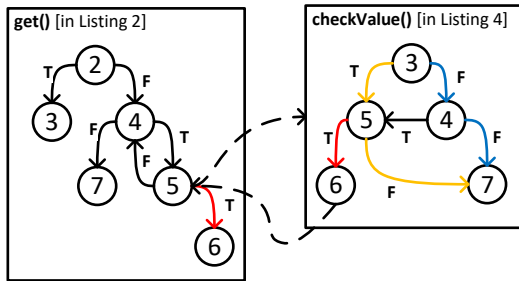 get() [in Listing 2]
checkValue() [in Listing 4]
T
2
F
3
4
F
T
F
7
5
T
6
3
T
F
5
4
T
T
F
6
F
7